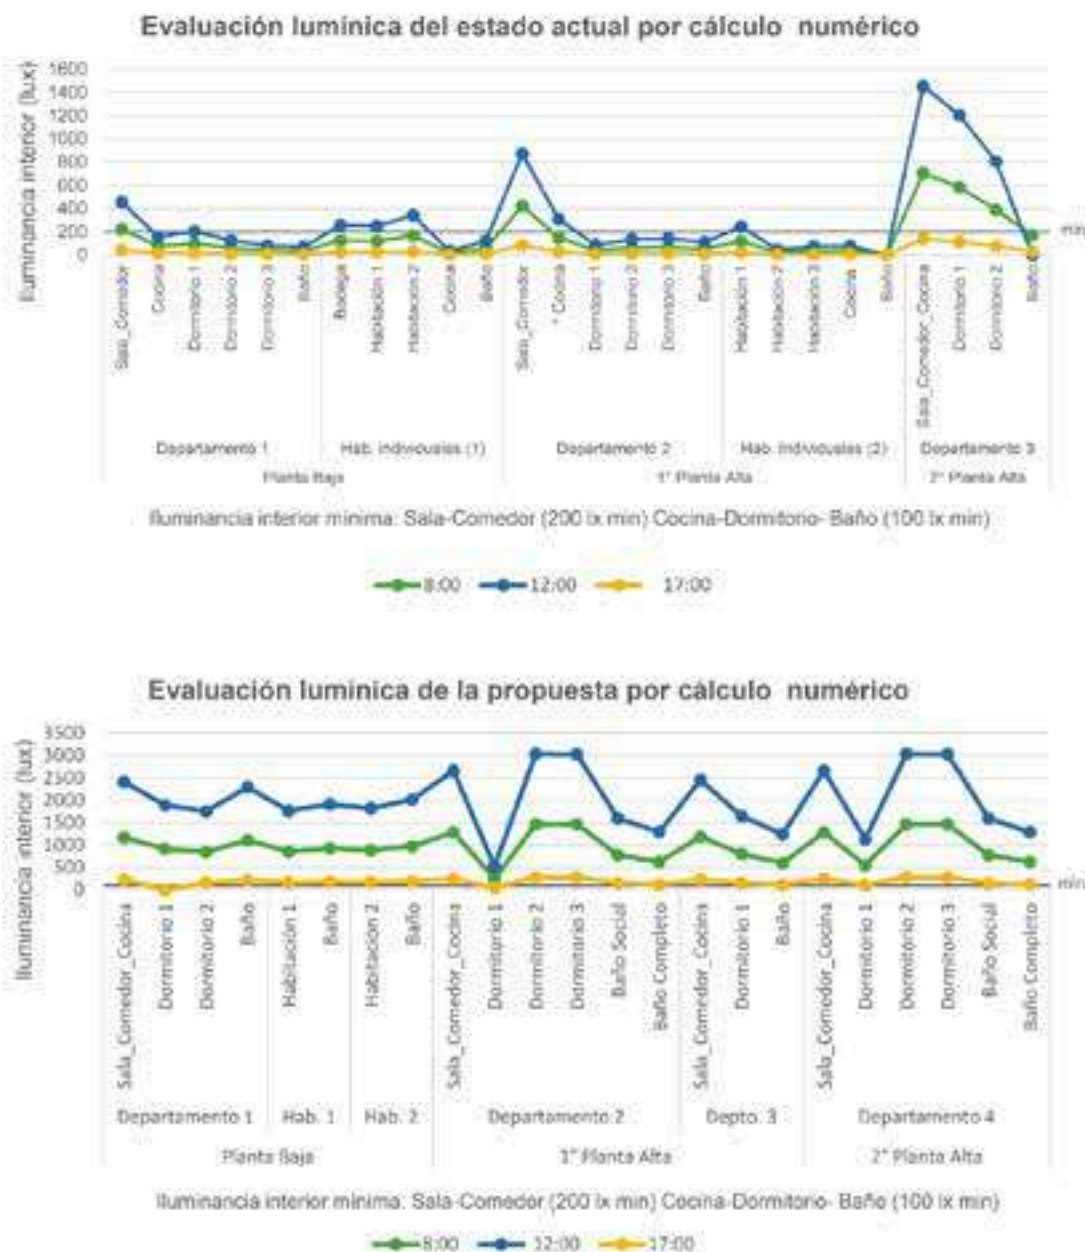 Evaluación lumínica del estado actual por cálculo numérico
Iluminancia interior (lux)
1600
1400
1200
1000
800
600
400
200
0
min
Sala_Comedor
Cocina
Dormitorio 1
Dormitorio 2
Dormitorio 3
Baño
Bodega
Habitación 1
Habitación 2
Cocina
Baño
Sala_Comedor
* Cocina
Dormitorio 1
Dormitorio 2
Dormitorio 3
Baño
Habitación 1
Habitación 2
Habitación 3
Cocina
Baño
Sala_Comedor_Cocina
Dormitorio 1
Dormitorio 2
Baño
Departamento 1
Hab. Individuales (1)
Departamento 2
Hab. Individuales (2)
Departamento 3
Planta Baja
1° Planta Alta
2° Planta Alta
Iluminancia interior mínima: Sala-Comedor (200 lx min) Cocina-Dormitorio- Baño (100 lx min)
8:00 12:00 17:00
Evaluación lumínica de la propuesta por cálculo numérico
Iluminancia interior (lux)
3500
3000
2500
2000
1500
1000
500
0
min
Sala_Comedor_Cocina
Dormitorio 1
Dormitorio 2
Baño
Habitación 1
Baño
Habitación 2
Baño
Sala_Comedor_Cocina
Dormitorio 1
Dormitorio 2
Dormitorio 3
Baño Social
Baño Completo
Sala_Comedor_Cocina
Dormitorio 1
Baño
Sala_Comedor_Cocina
Dormitorio 1
Dormitorio 2
Dormitorio 3
Baño Social
Baño Completo
Departamento 1
Hab. 1
Hab. 2
Departamento 2
Depto. 3
Departamento 4
Planta Baja
1° Planta Alta
2° Planta Alta
Iluminancia interior mínima: Sala-Comedor (200 lx min) Cocina-Dormitorio- Baño (100 lx min)
8:00 12:00 17:00